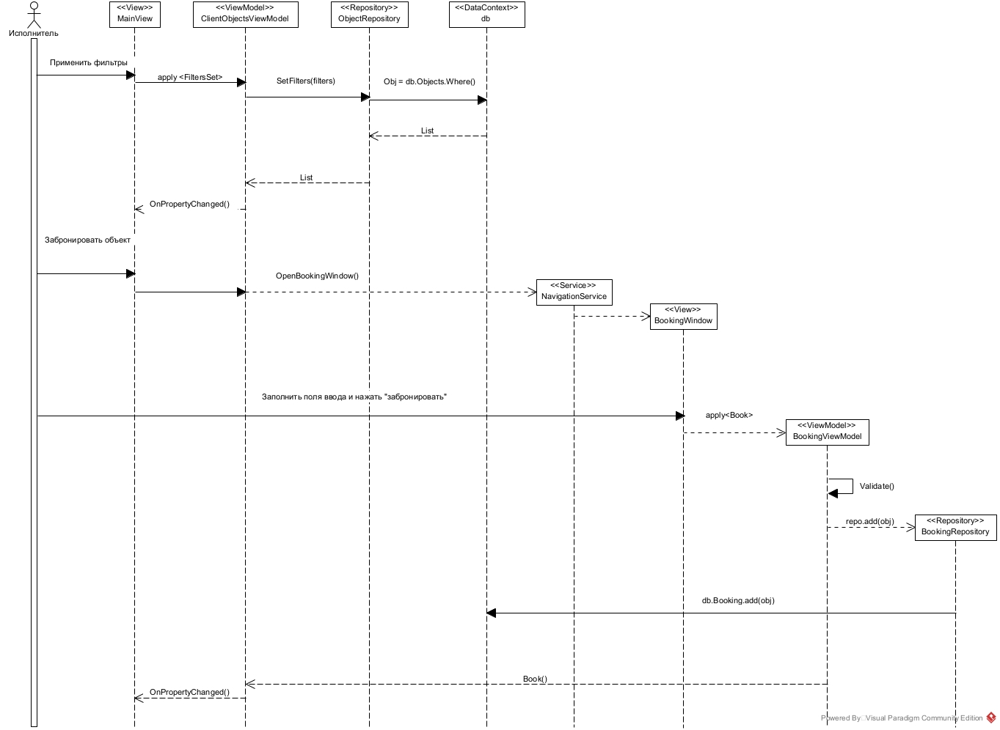 <<View>>
MainView
<<ViewModel>>
ClientObjectsViewModel
<<Repository>>
ObjectRepository
<<DataContext>>
db
Исполнитель
Применить фильтры
apply <FiltersSet>
SetFilters(filters)
Obj = db.Objects.Where()
List
List
OnPropertyChanged()
Забронировать объект
OpenBookingWindow()
<<Service>>
NavigationService
<<View>>
BookingWindow
Заполнить поля ввода и нажать "забронировать"
apply<Book>
<<ViewModel>>
BookingViewModel
Validate()
repo.add(obj)
<<Repository>>
BookingRepository
db.Booking.add(obj)
Book()
OnPropertyChanged()
Powered By Visual Paradigm Community Edition